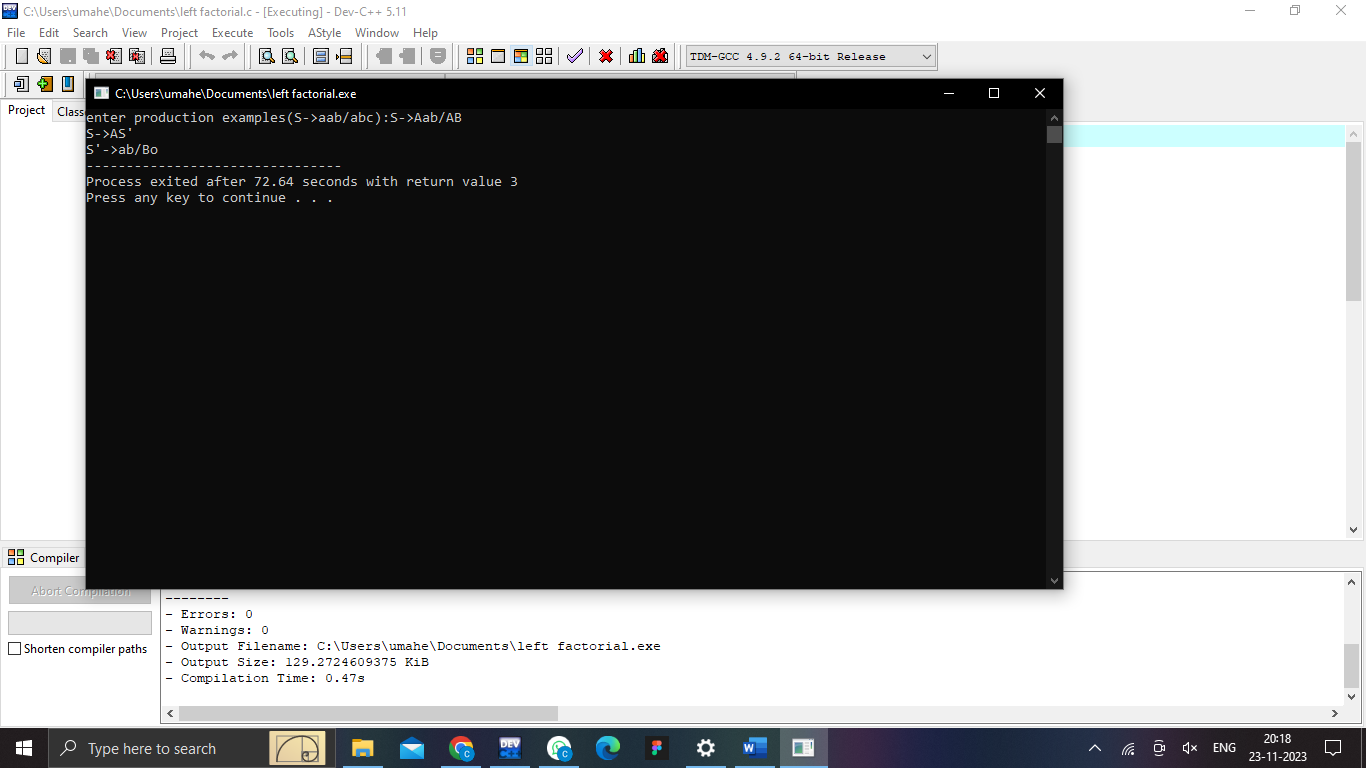 C:\Users\umahe\Documents\left factorial.c - [Executing] - Dev-C++ 5.11
File Edit Search View Project Execute Tools AStyle Window Help
TDM-GCC 4.9.2 64-bit Release
Project
C:\Users\umahe\Documents\left factorial.exe
enter production examples(S->aab/abc):S->Aab/AB
S->AS'
S'->ab/Bo
--------------------------------
Process exited after 72.64 seconds with return value 3
Press any key to continue . . .
Compiler
Abort Compilation
Shorten compiler paths
--------
- Errors: 0
- Warnings: 0
- Output Filename: C:\Users\umahe\Documents\left factorial.exe
- Output Size: 129.2724609375 KiB
- Compilation Time: 0.47s
Type here to search
DEV
ENG
20:18
23-11-2023